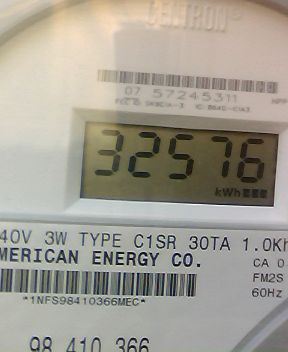 CENTRON®
07 57245311
32576
kWh
40V 3W TYPE C1SR 30TA 1.0Kh
MERICAN ENERGY CO.
CA 0
FM2S
*1NFS98410366MEC*
60Hz
98 410 366